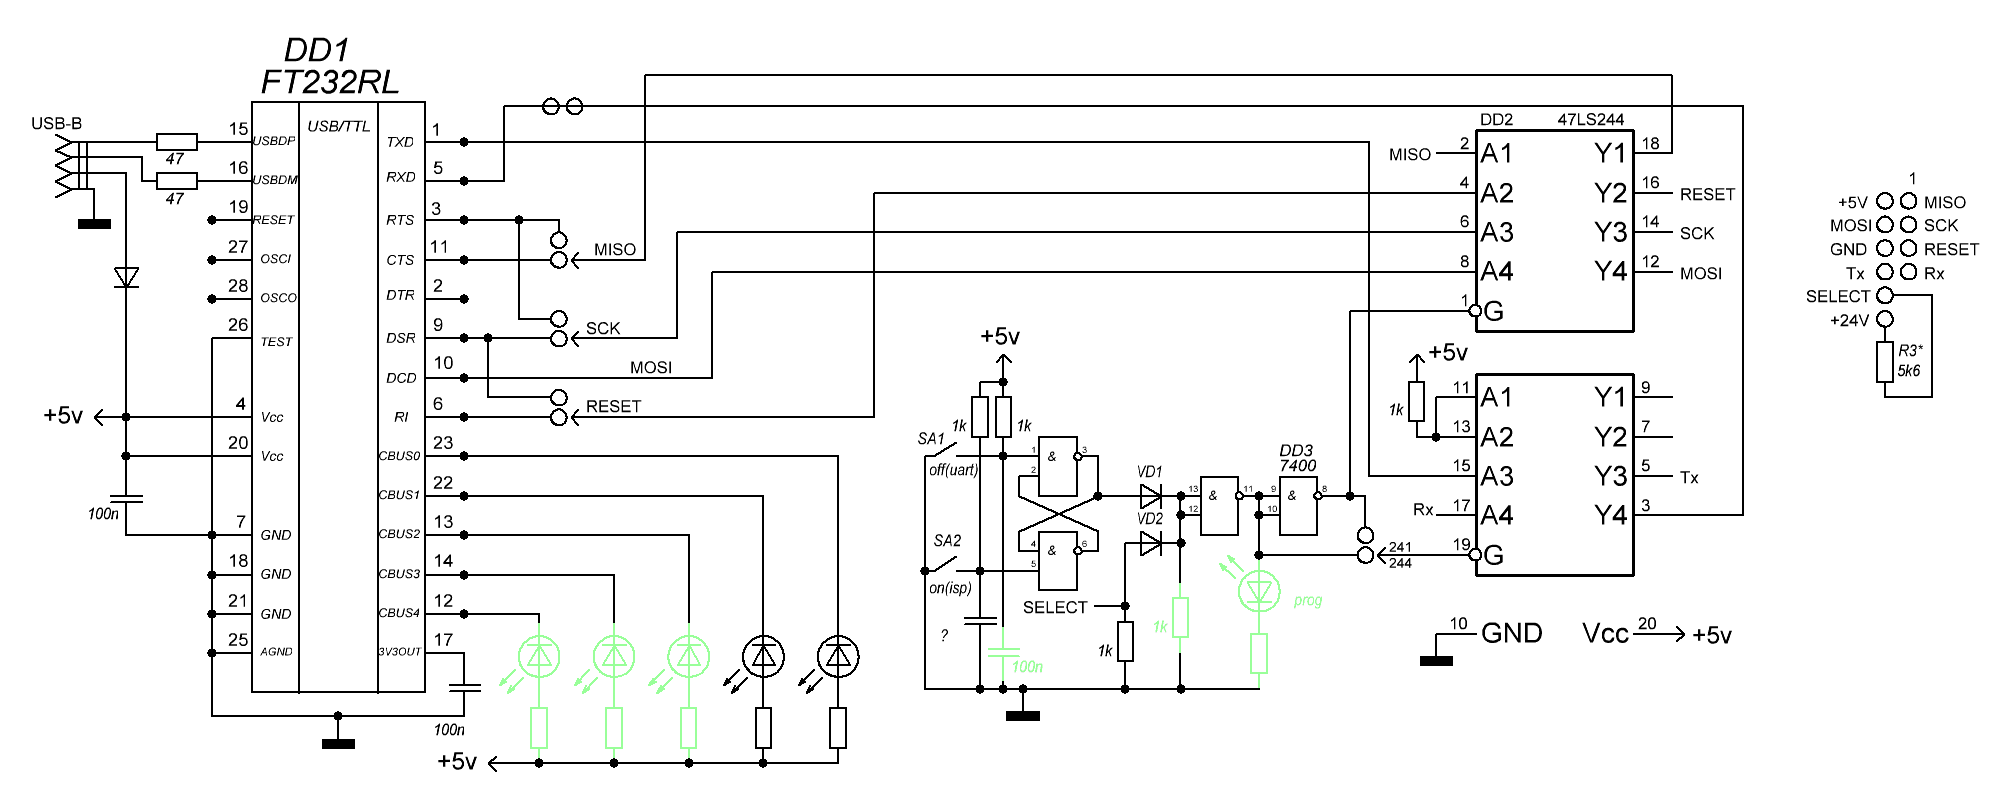 DD1
FT232RL
USB-B
USB/TTL
47
47
15 USBDP
16 USBDM
19 RESET
27 OSCI
28 OSCO
26 TEST
4 Vcc
20 Vcc
7 GND
18 GND
21 GND
25 AGND
TXD 1
RXD 5
RTS 3
CTS 11
DTR 2
DSR 9
DCD 10
RI 6
CBUS0 23
CBUS1 22
CBUS2 13
CBUS3 14
CBUS4 12
3V3OUT 17
+5v
100n
100n
+5v
MISO
SCK
MOSI
RESET
+5v
1k
1k
SA1
off(uart)
SA2
on(isp)
?
100n
1
2
&
3
4
5
&
6
VD1
VD2
SELECT
1k
1k
13
12
&
11
DD3
7400
9
10
&
8
prog
241
244
DD2 47LS244
MISO 2 A1 Y1 18
4 A2 Y2 16 RESET
6 A3 Y3 14 SCK
8 A4 Y4 12 MOSI
1 G
+5v
1k
11 A1 Y1 9
13 A2 Y2 7
15 A3 Y3 5 Tx
Rx 17 A4 Y4 3
19 G
10 GND Vcc 20 +5v
1
+5V MISO
MOSI SCK
GND RESET
Tx Rx
SELECT
+24V
R3*
5k6